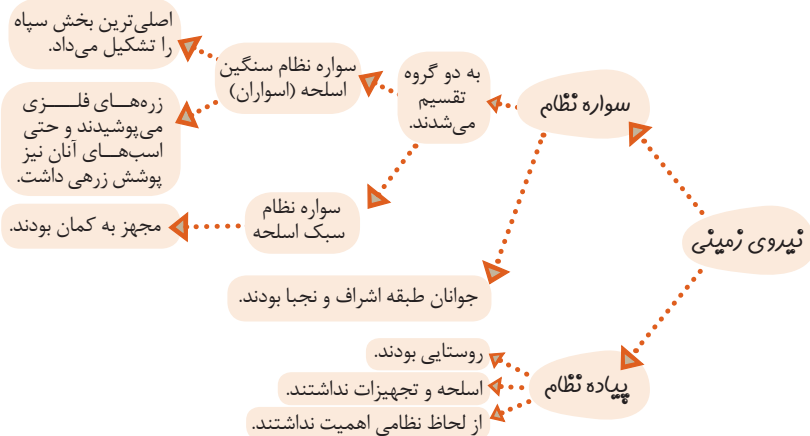 نیروی زمینی
سواره نظام
به دو گروه
تقسیم
می‌شدند.
سواره نظام سنگین
اسلحه (اسواران)
اصلی‌ترین بخش سپاه
را تشکیل می‌داد.
زره‌های فلزی
می‌پوشیدند و حتی
اسب‌های آنان نیز
پوشش زرهی داشت.
سواره نظام
سبک اسلحه
مجهز به کمان بودند.
جوانان طبقه اشراف و نجبا بودند.
پیاده نظام
روستایی بودند.
اسلحه و تجهیزات نداشتند.
از لحاظ نظامی اهمیت نداشتند.